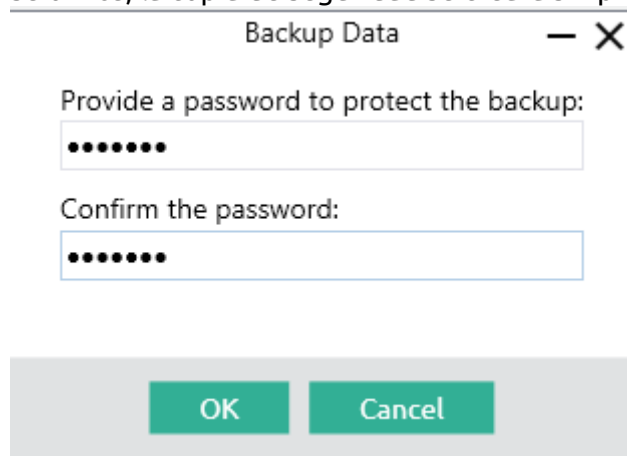 Backup Data
Provide a password to protect the backup:
•••••••
Confirm the password:
•••••••
OK Cancel